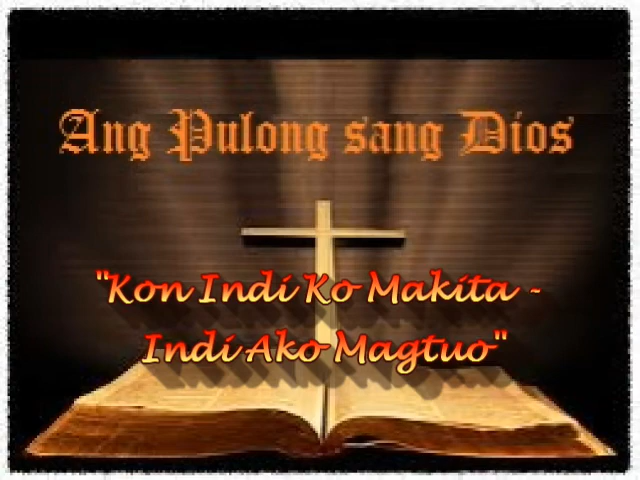 Ang Pulong sang Dios
"Kon Indi Ko Makita -
Indi Ako Magtuo"